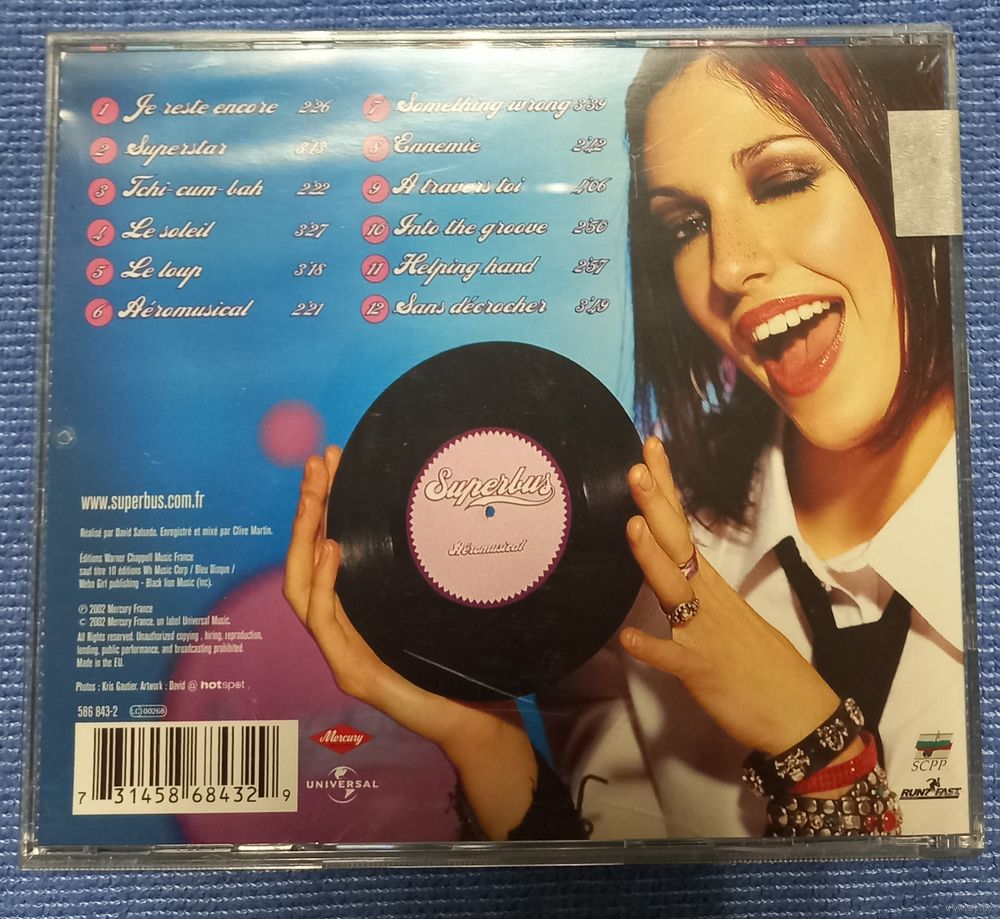 1 Je reste encore 2'26
2 Superstar 3'13
3 Tchi-cum-bah 2'22
4 Le soleil 3'27
5 Le loup 3'18
6 Aéromusical 2'21
7 Something wrong 3'39
8 Ennemie 2'42
9 A travers toi 4'06
10 Into the groove 2'50
11 Helping hand 2'57
12 Sans décrocher 3'49
Superbus
Aéromusical
www.superbus.com.fr
Réalisé par David Salsedo. Enregistré et mixé par Clive Martin.
Éditions Warner Chappell Music France
sauf titre 10 éditions Wb Music Corp / Bleu Disque /
Webo Girl publishing - Black lion Music (inc).
℗ 2002 Mercury France
© 2002 Mercury France, un label Universal Music.
All Rights reserved. Unauthorized copying, hiring, reproduction,
lending, public performance, and broadcasting prohibited.
Made in the EU.
Photos : Kris Gautier. Artwork : David @ hotspot.
586 843-2 LC 00268
7 31458 68432 9
Mercury
UNIVERSAL
SCPP
RUN? FAST